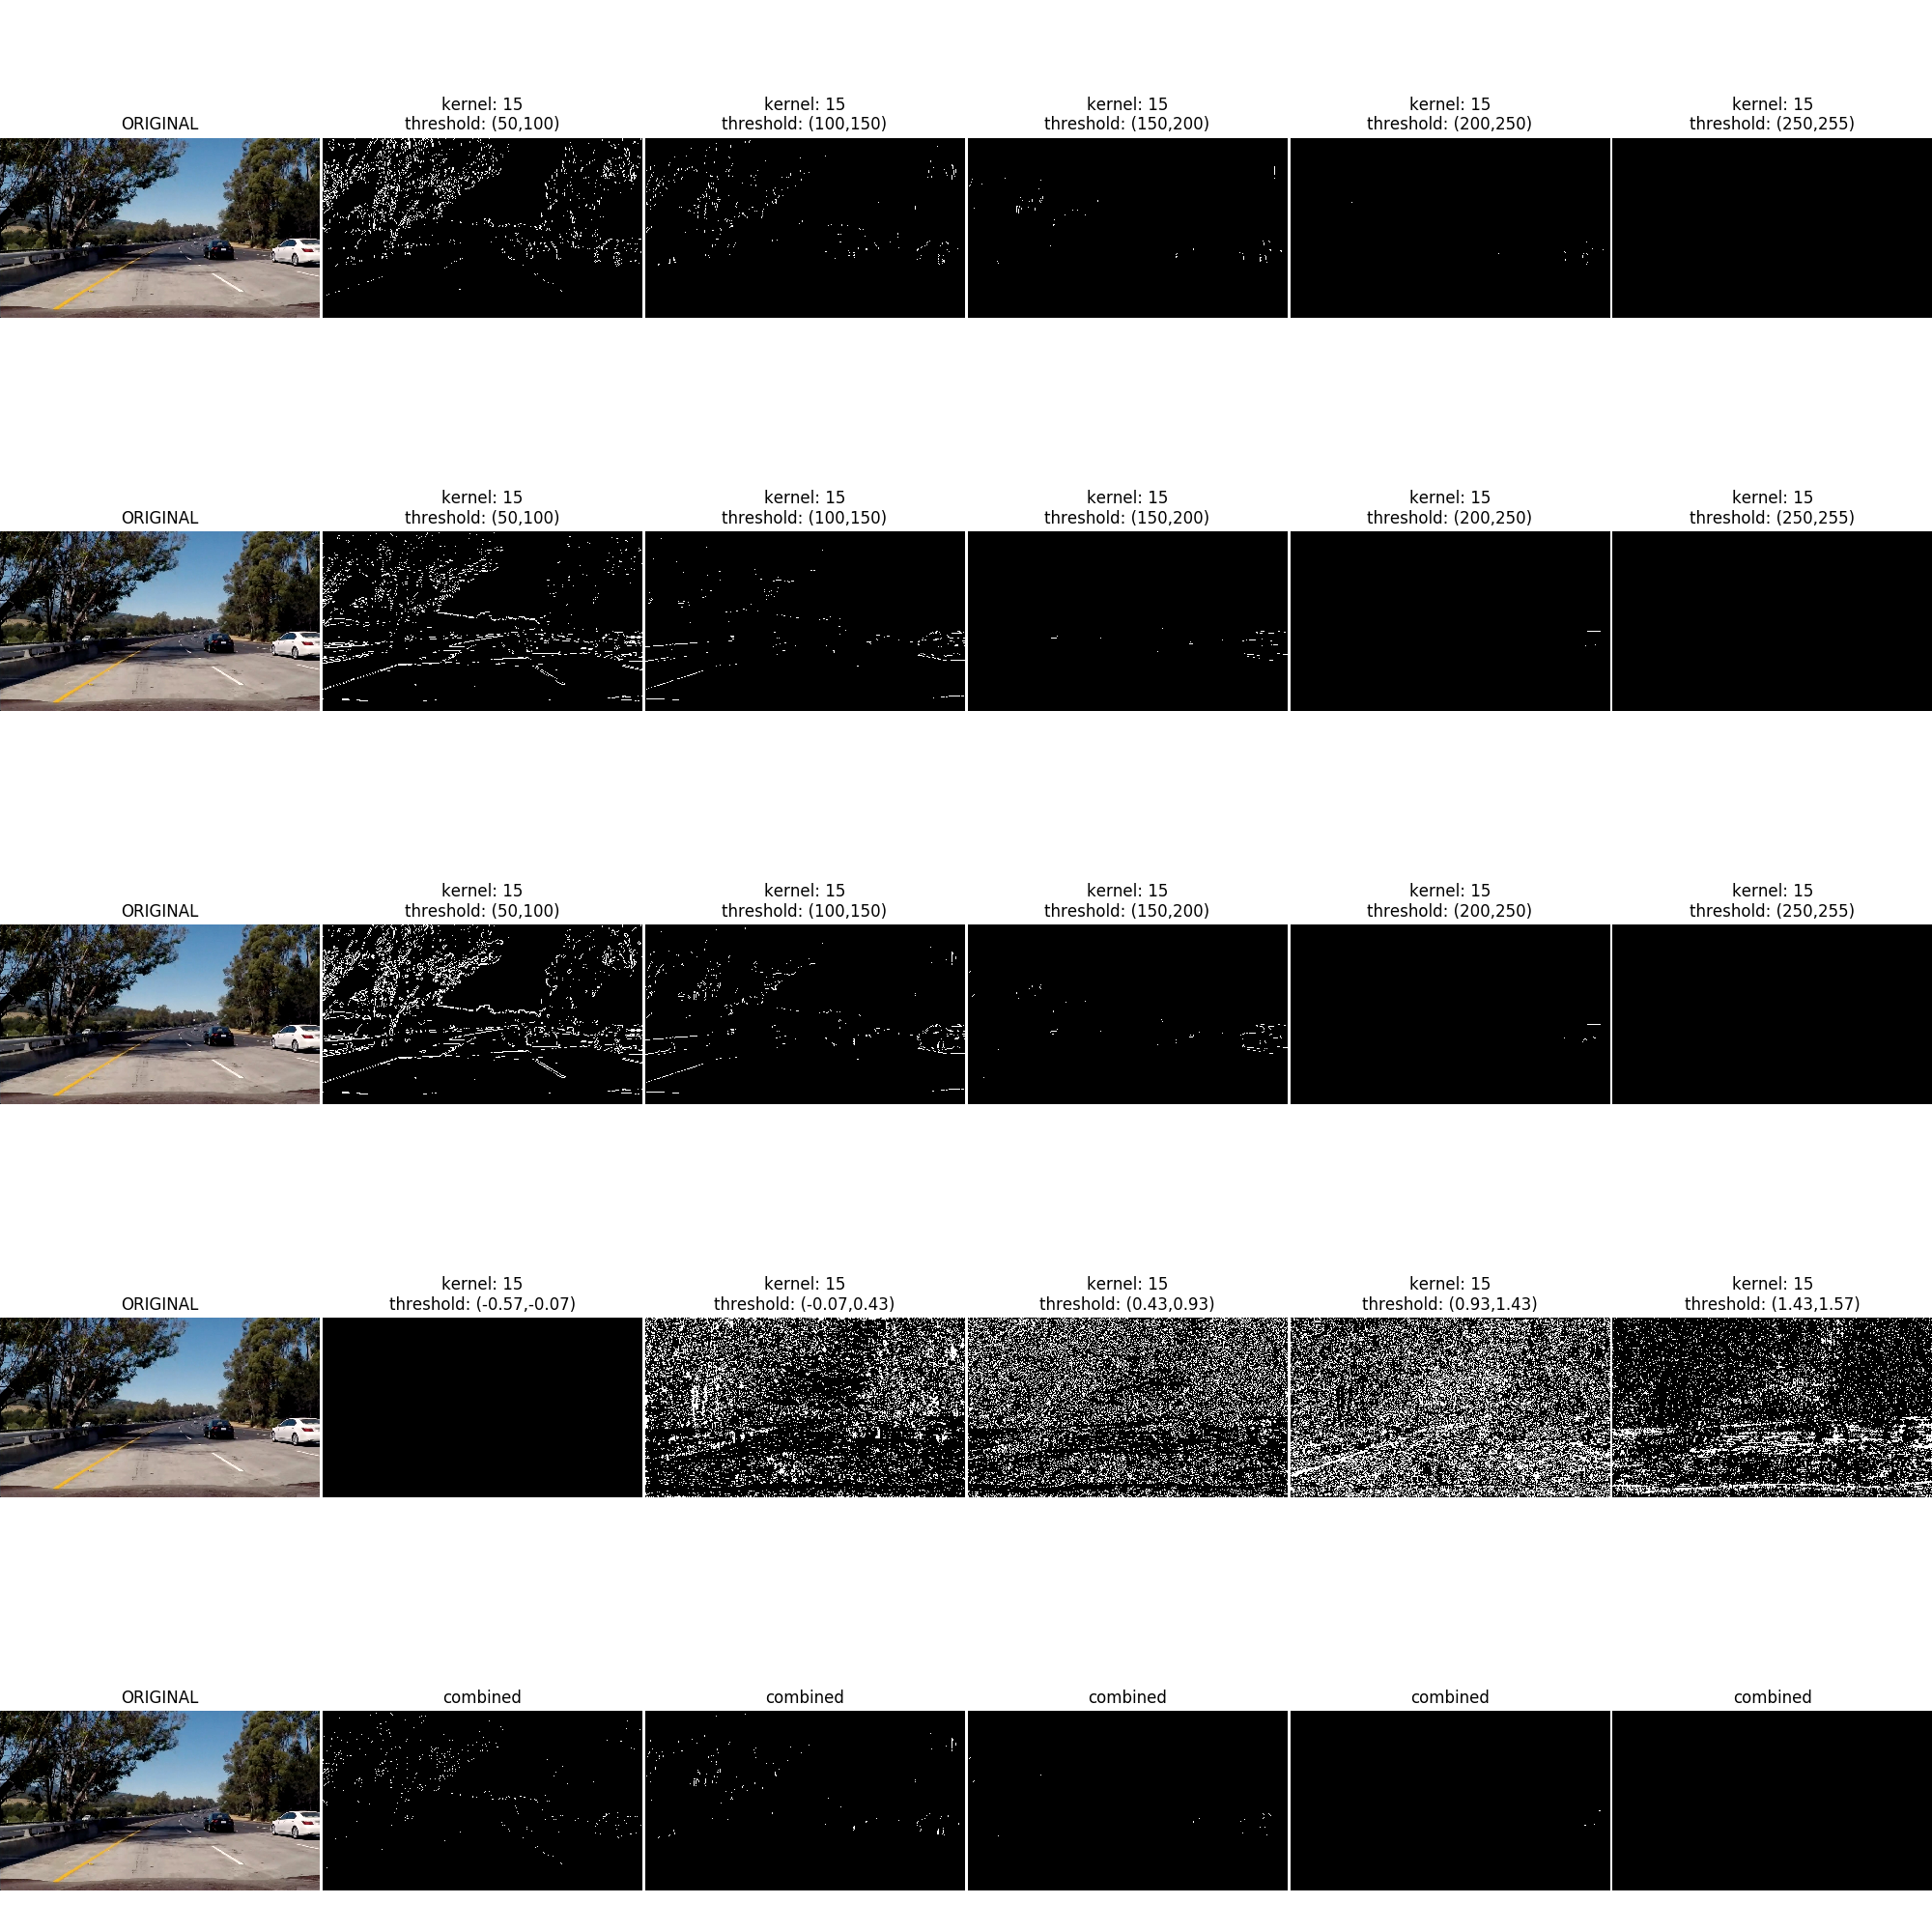 ORIGINAL
kernel: 15
threshold: (50,100)
kernel: 15
threshold: (100,150)
kernel: 15
threshold: (150,200)
kernel: 15
threshold: (200,250)
kernel: 15
threshold: (250,255)
ORIGINAL
kernel: 15
threshold: (50,100)
kernel: 15
threshold: (100,150)
kernel: 15
threshold: (150,200)
kernel: 15
threshold: (200,250)
kernel: 15
threshold: (250,255)
ORIGINAL
kernel: 15
threshold: (50,100)
kernel: 15
threshold: (100,150)
kernel: 15
threshold: (150,200)
kernel: 15
threshold: (200,250)
kernel: 15
threshold: (250,255)
ORIGINAL
kernel: 15
threshold: (-0.57,-0.07)
kernel: 15
threshold: (-0.07,0.43)
kernel: 15
threshold: (0.43,0.93)
kernel: 15
threshold: (0.93,1.43)
kernel: 15
threshold: (1.43,1.57)
ORIGINAL
combined
combined
combined
combined
combined